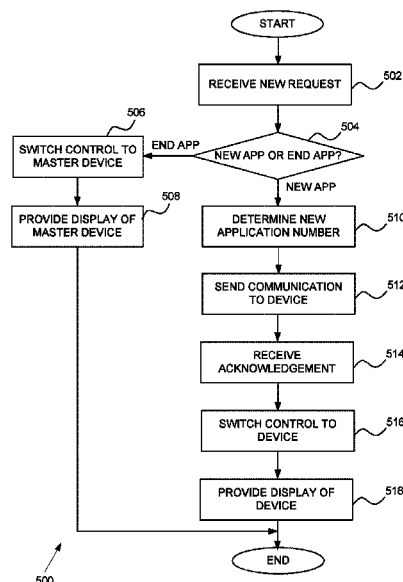 START
RECEIVE NEW REQUEST
502
506
504
SWITCH CONTROL TO
MASTER DEVICE
END APP
NEW APP OR END APP?
NEW APP
508
PROVIDE DISPLAY OF
MASTER DEVICE
DETERMINE NEW
APPLICATION NUMBER
510
SEND COMMUNICATION
TO DEVICE
512
RECEIVE
ACKNOWLEDGEMENT
514
SWITCH CONTROL TO
DEVICE
516
PROVIDE DISPLAY OF
DEVICE
518
END
500